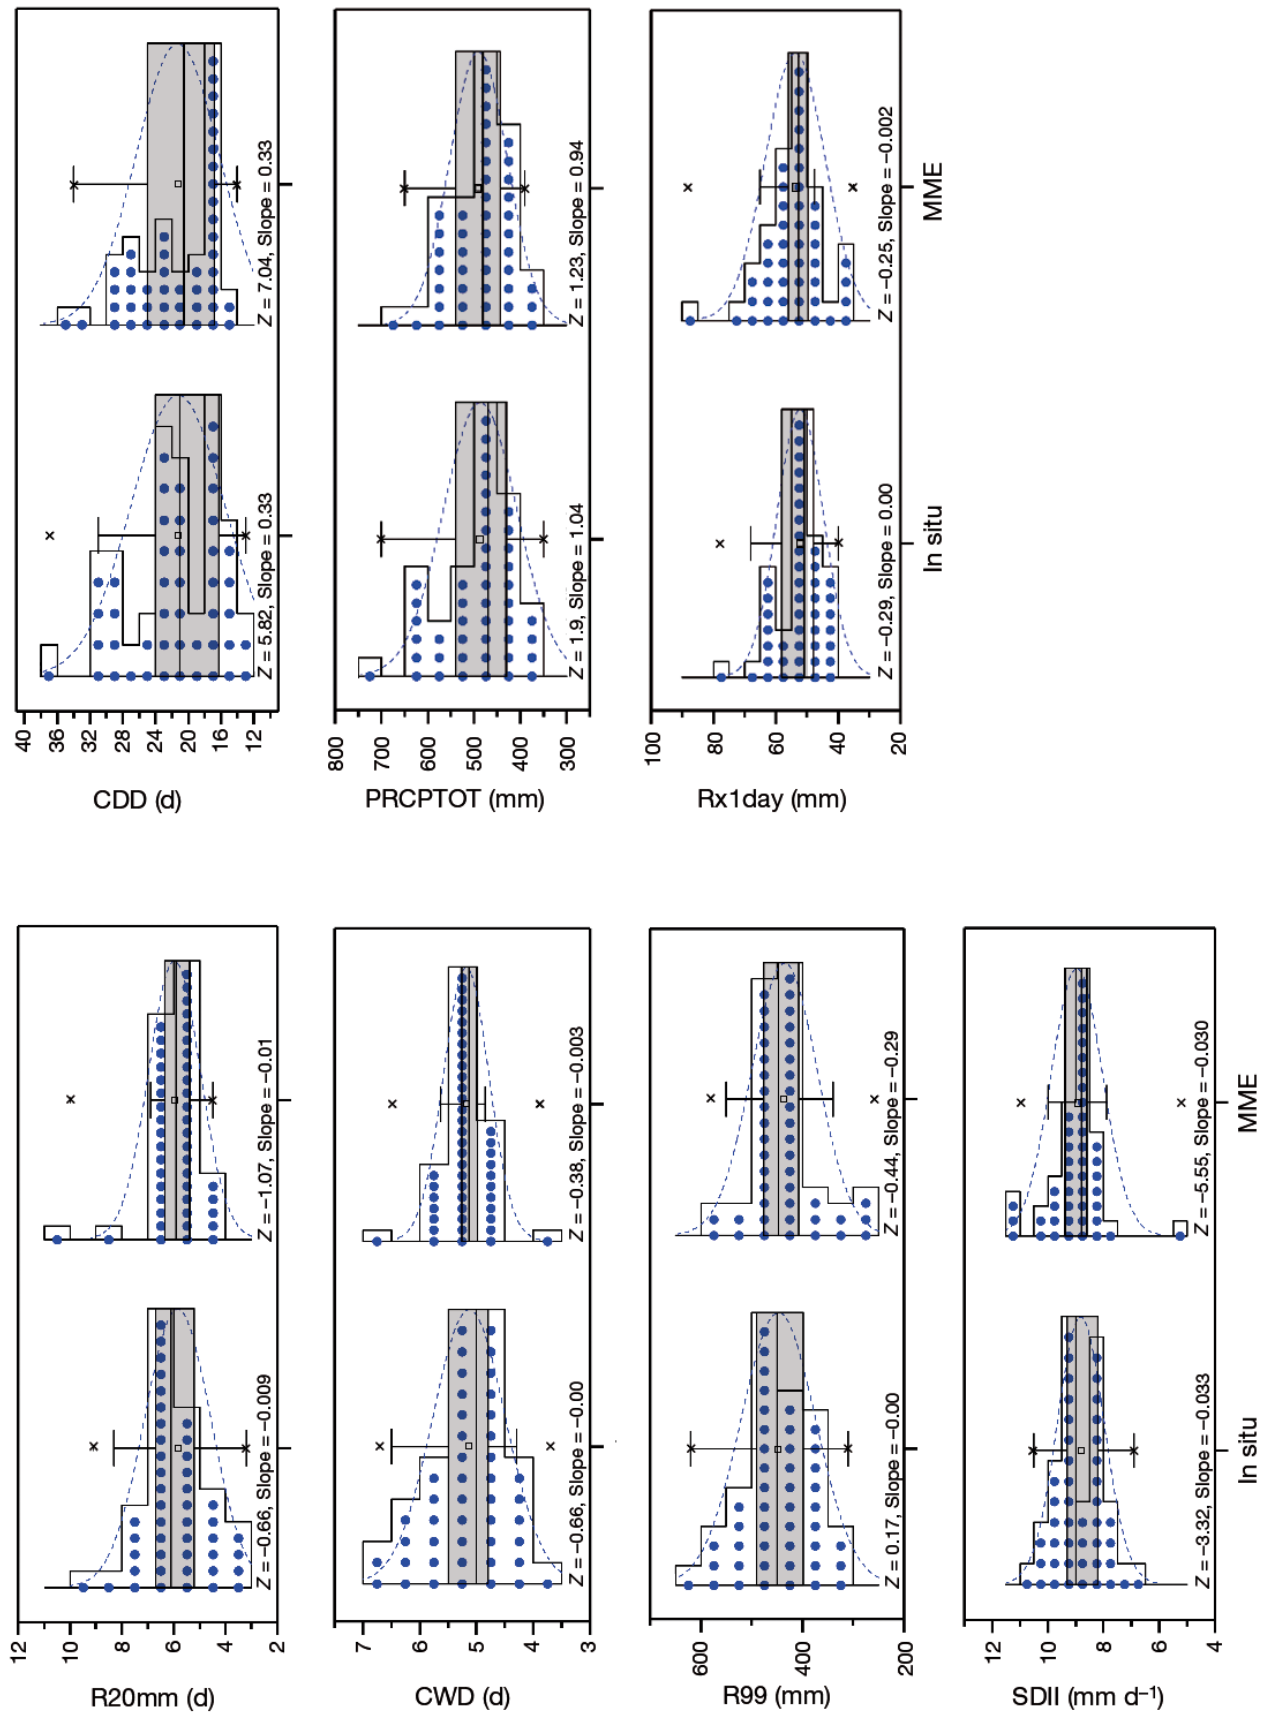 40
36
32
28
24
20
16
12
CDD (d)
Z = 5.82, Slope = 0.33
Z = 7.04, Slope = 0.33
800
700
600
500
400
300
PRCPTOT (mm)
Z = 1.9, Slope = 1.04
Z = 1.23, Slope = 0.94
100
80
60
40
20
Rx1day (mm)
Z = −0.29, Slope = 0.00
Z = −0.25, Slope = −0.002
In situ
MME
12
10
8
6
4
2
R20mm (d)
Z = −0.66, Slope = −0.009
Z = −1.07, Slope = −0.01
7
6
5
4
3
CWD (d)
Z = −0.66, Slope = −0.00
Z = −0.38, Slope = −0.003
600
400
200
R99 (mm)
Z = 0.17, Slope = −0.00
Z = −0.44, Slope = −0.29
12
10
8
6
4
SDII (mm d⁻¹)
Z = −3.32, Slope = −0.033
Z = −5.55, Slope = −0.030
In situ
MME